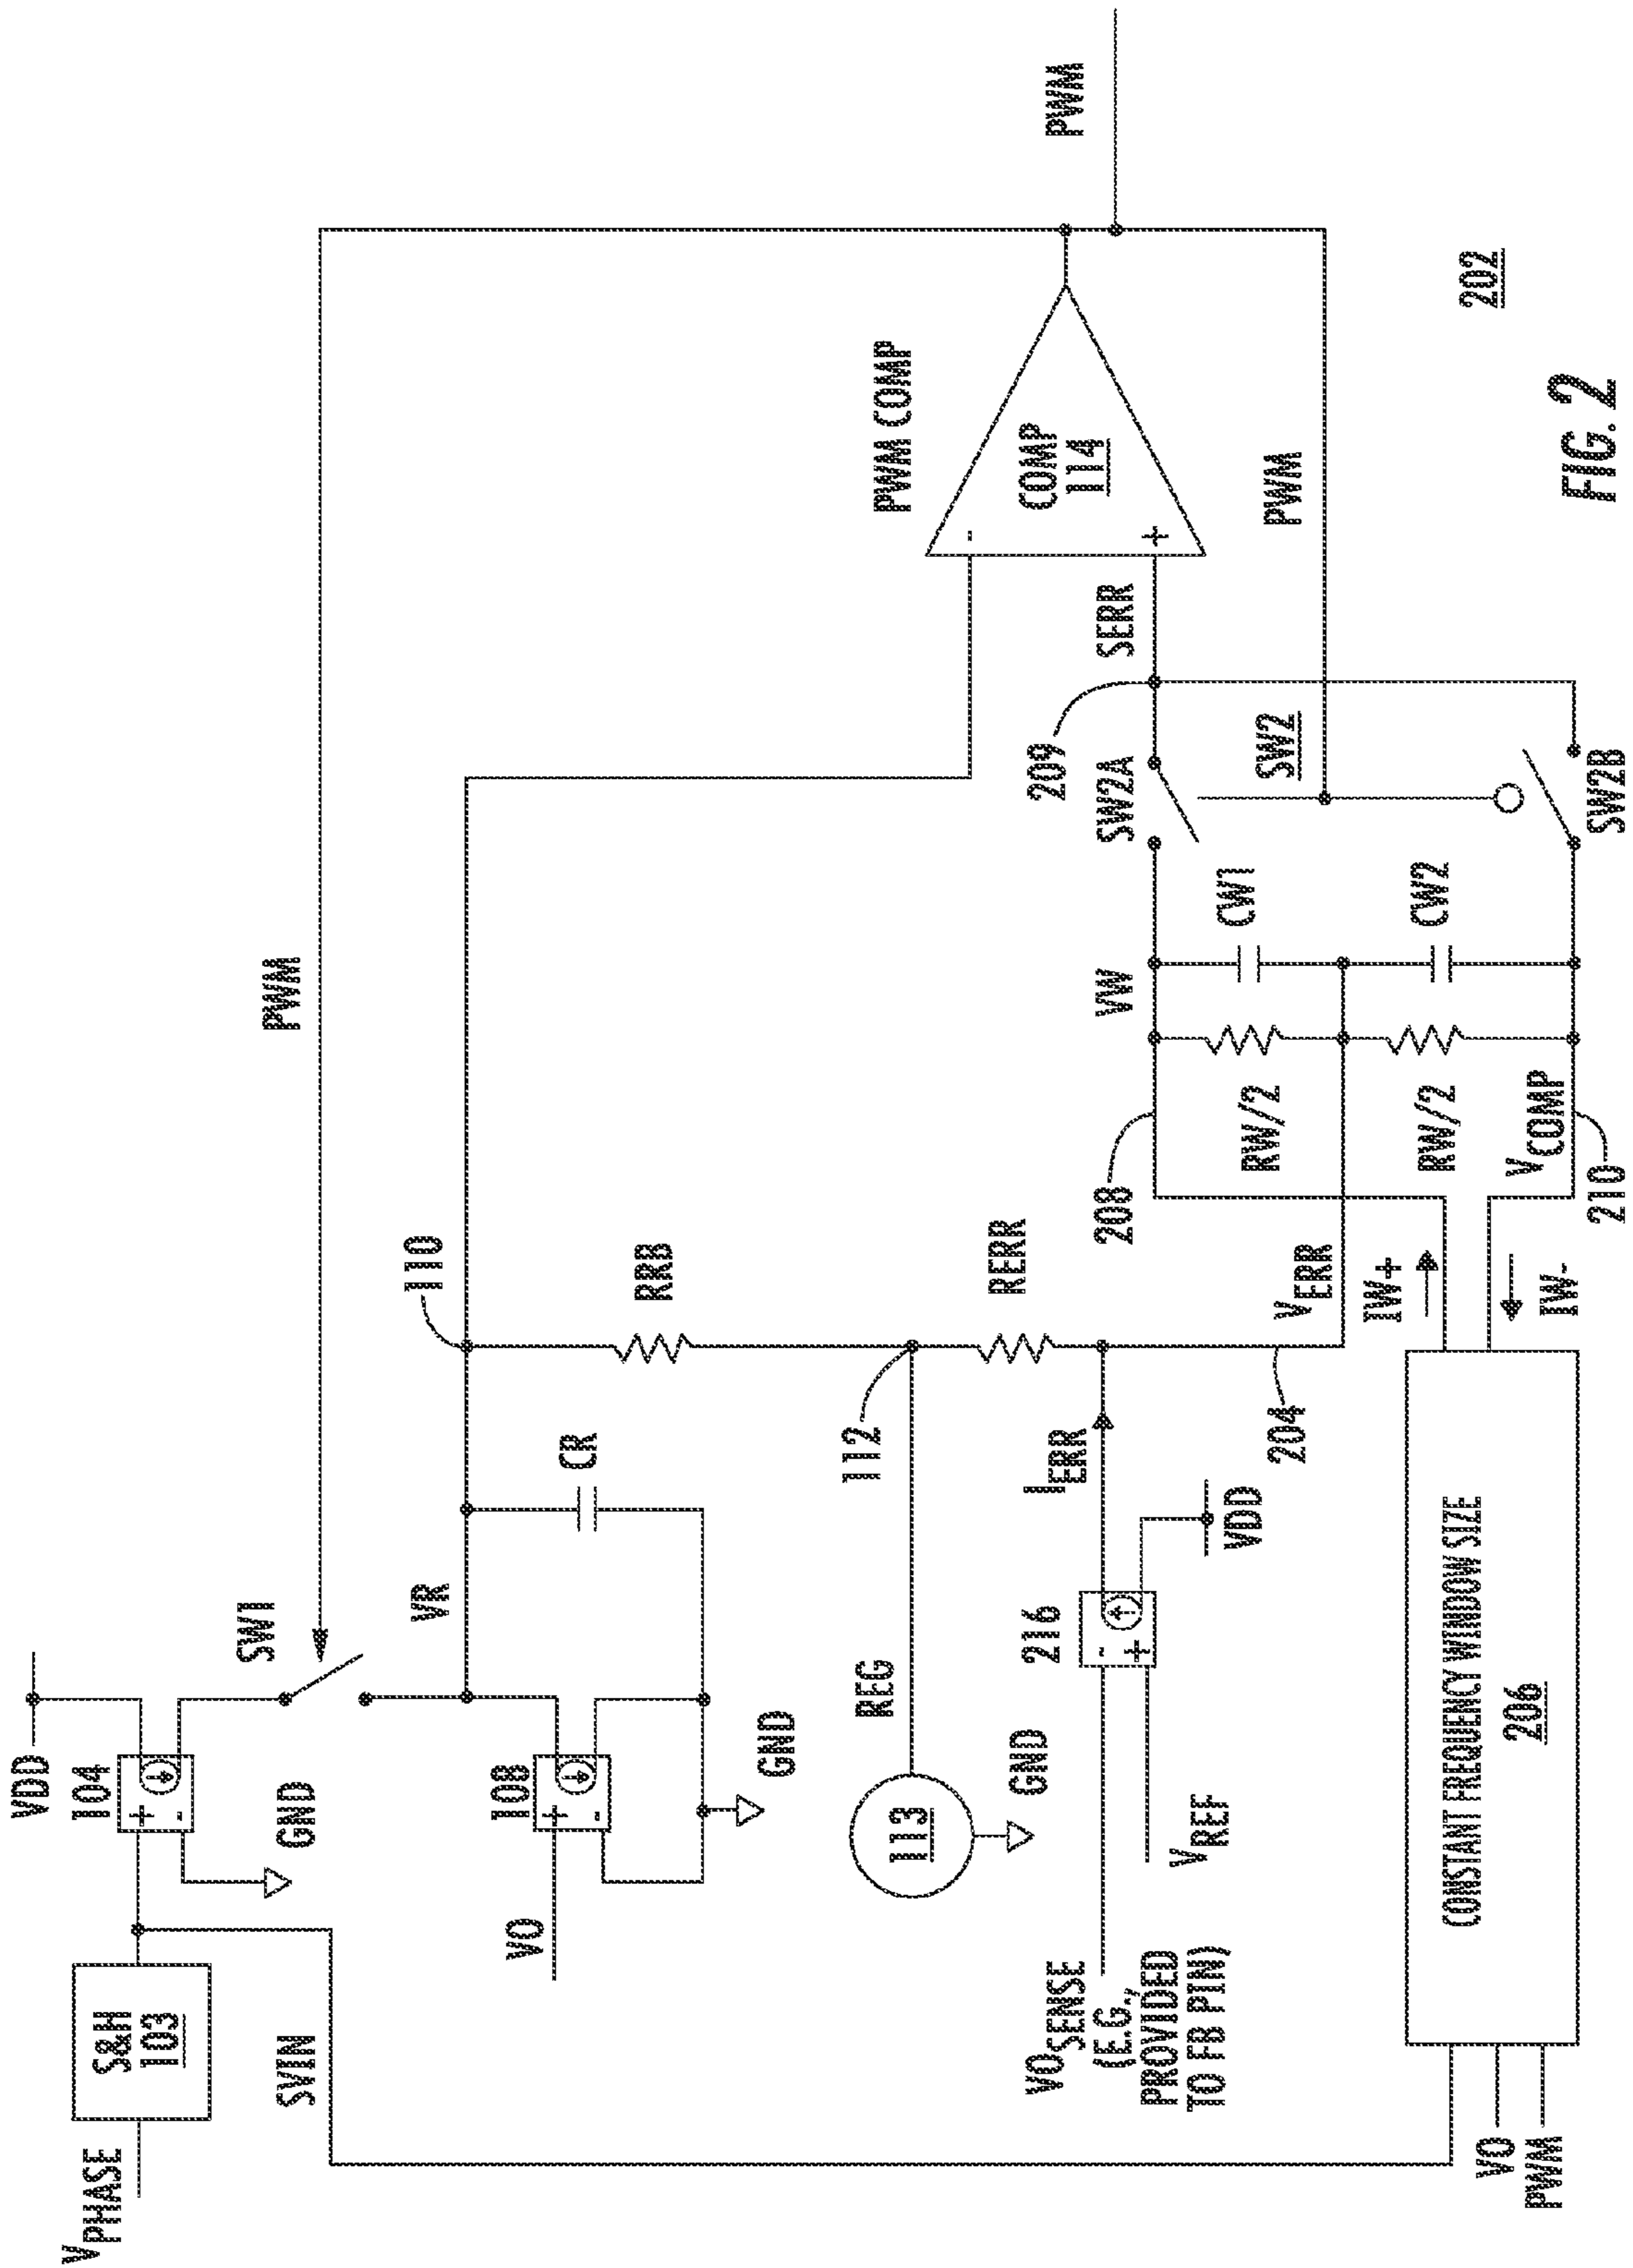 VPHASE
S&H
103
SVIN
VDD
104
+
-
GND
SW1
PWM
VO
108
+
-
GND
VR
CR
110
RRB
113
GND
REG
112
RERR
VOSENSE
(E.G.,
PROVIDED
TO FB PIN)
VREF
216
-
+
VDD
IERR
204
VERR
VO
PWM
CONSTANT FREQUENCY WINDOW SIZE
206
IW+
IW-
208
210
VW
VCOMP
RW/2
RW/2
CW1
CW2
SW2A
SW2
SW2B
209
SERR
PWM
PWM COMP
-
+
COMP
114
PWM
202
FIG. 2